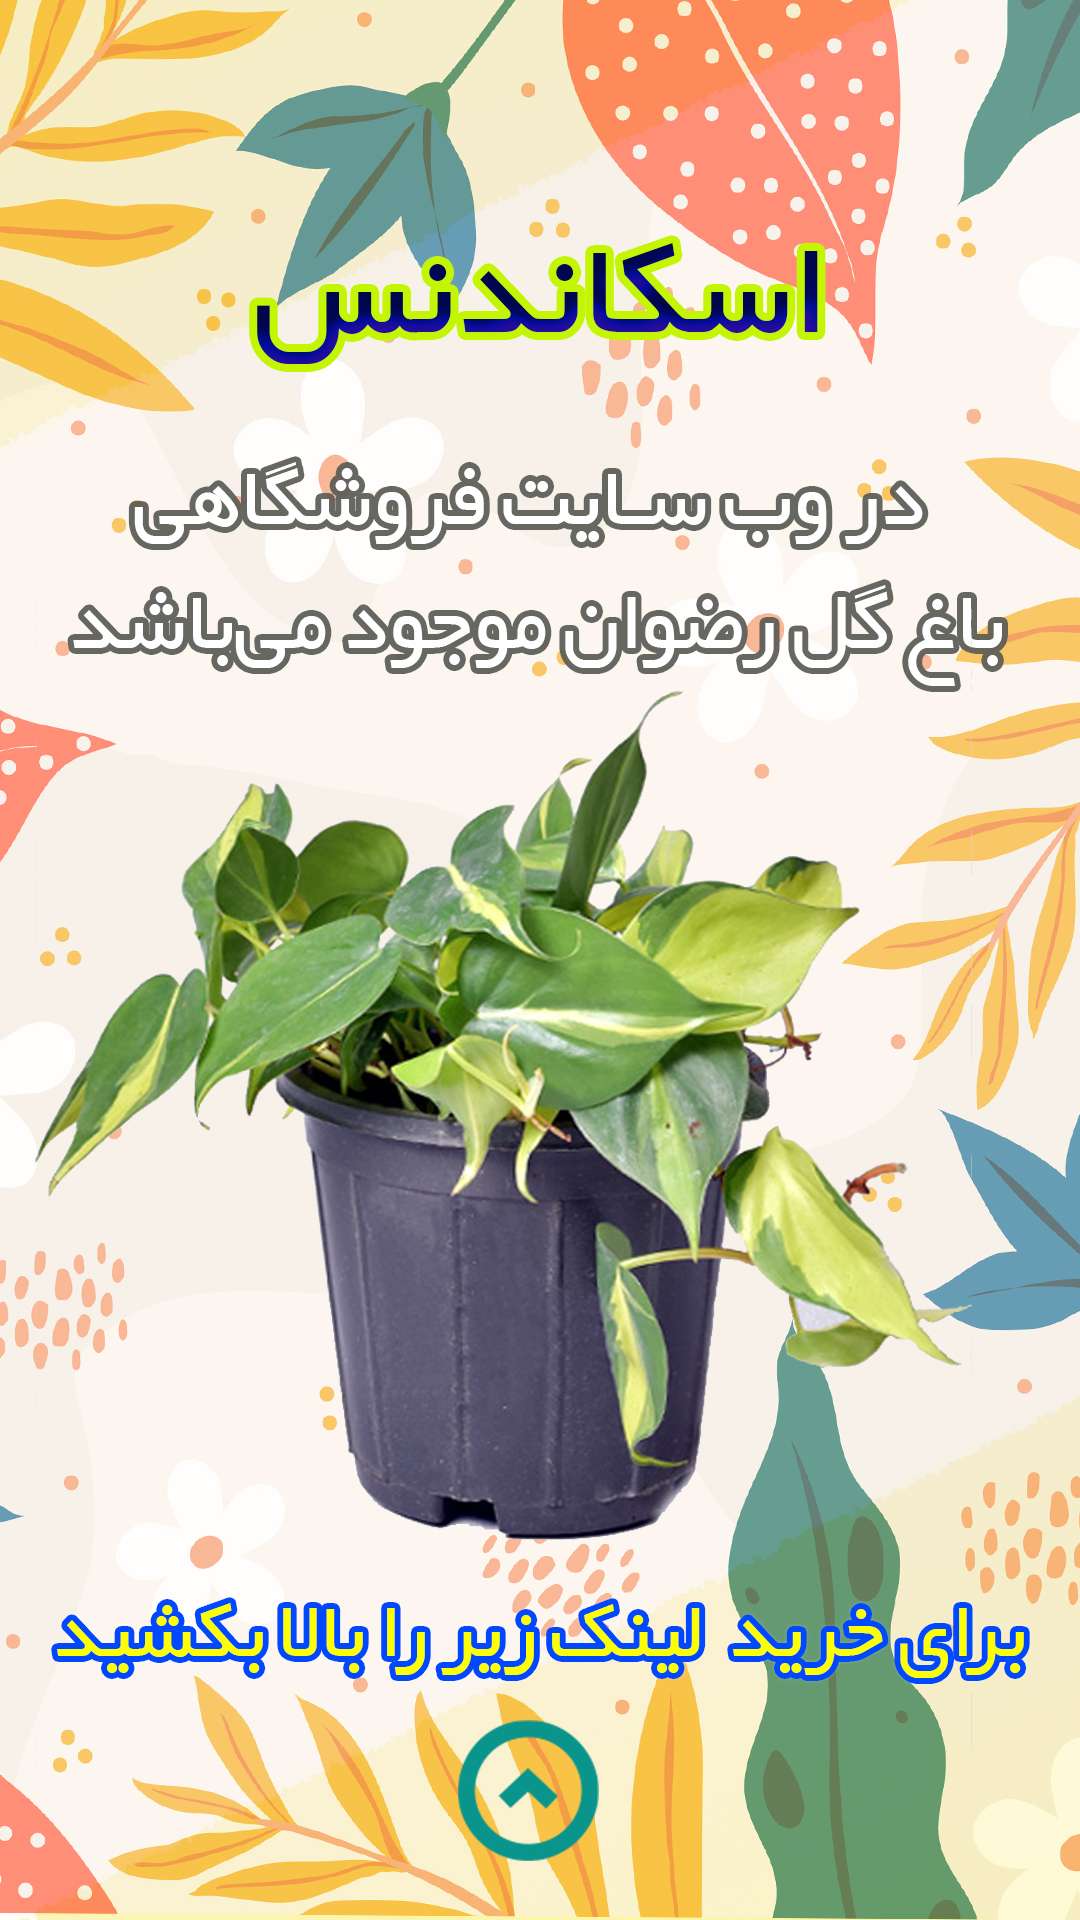 اسکاندنس
در وب سایت فروشگاهی
باغ گل رضوان موجود می‌باشد
برای خرید لینک زیر را بالا بکشید